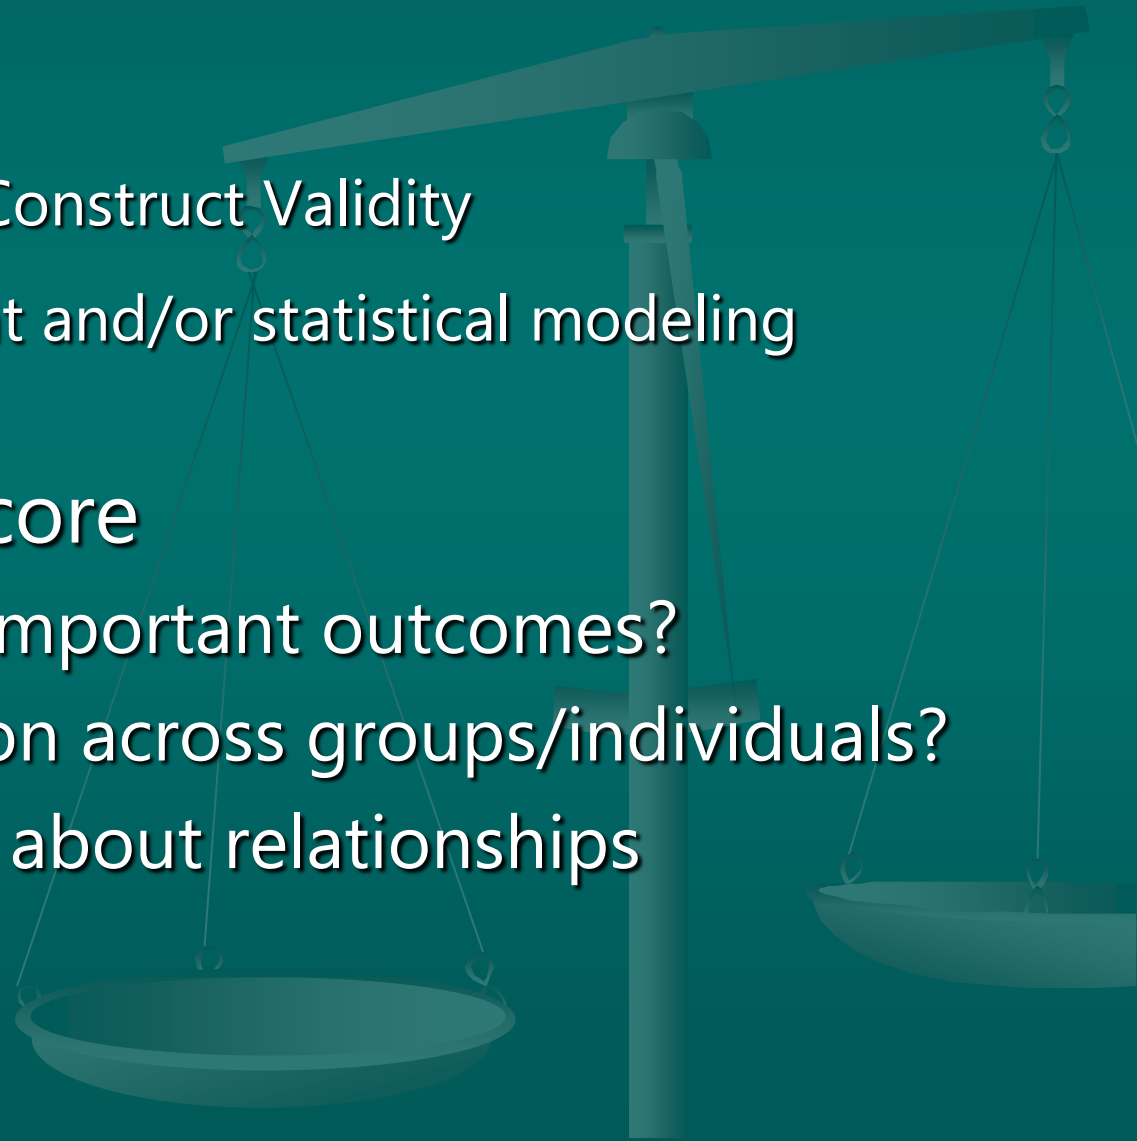 Construct Validity
t and/or statistical modeling
core
mportant outcomes?
on across groups/individuals?
about relationships